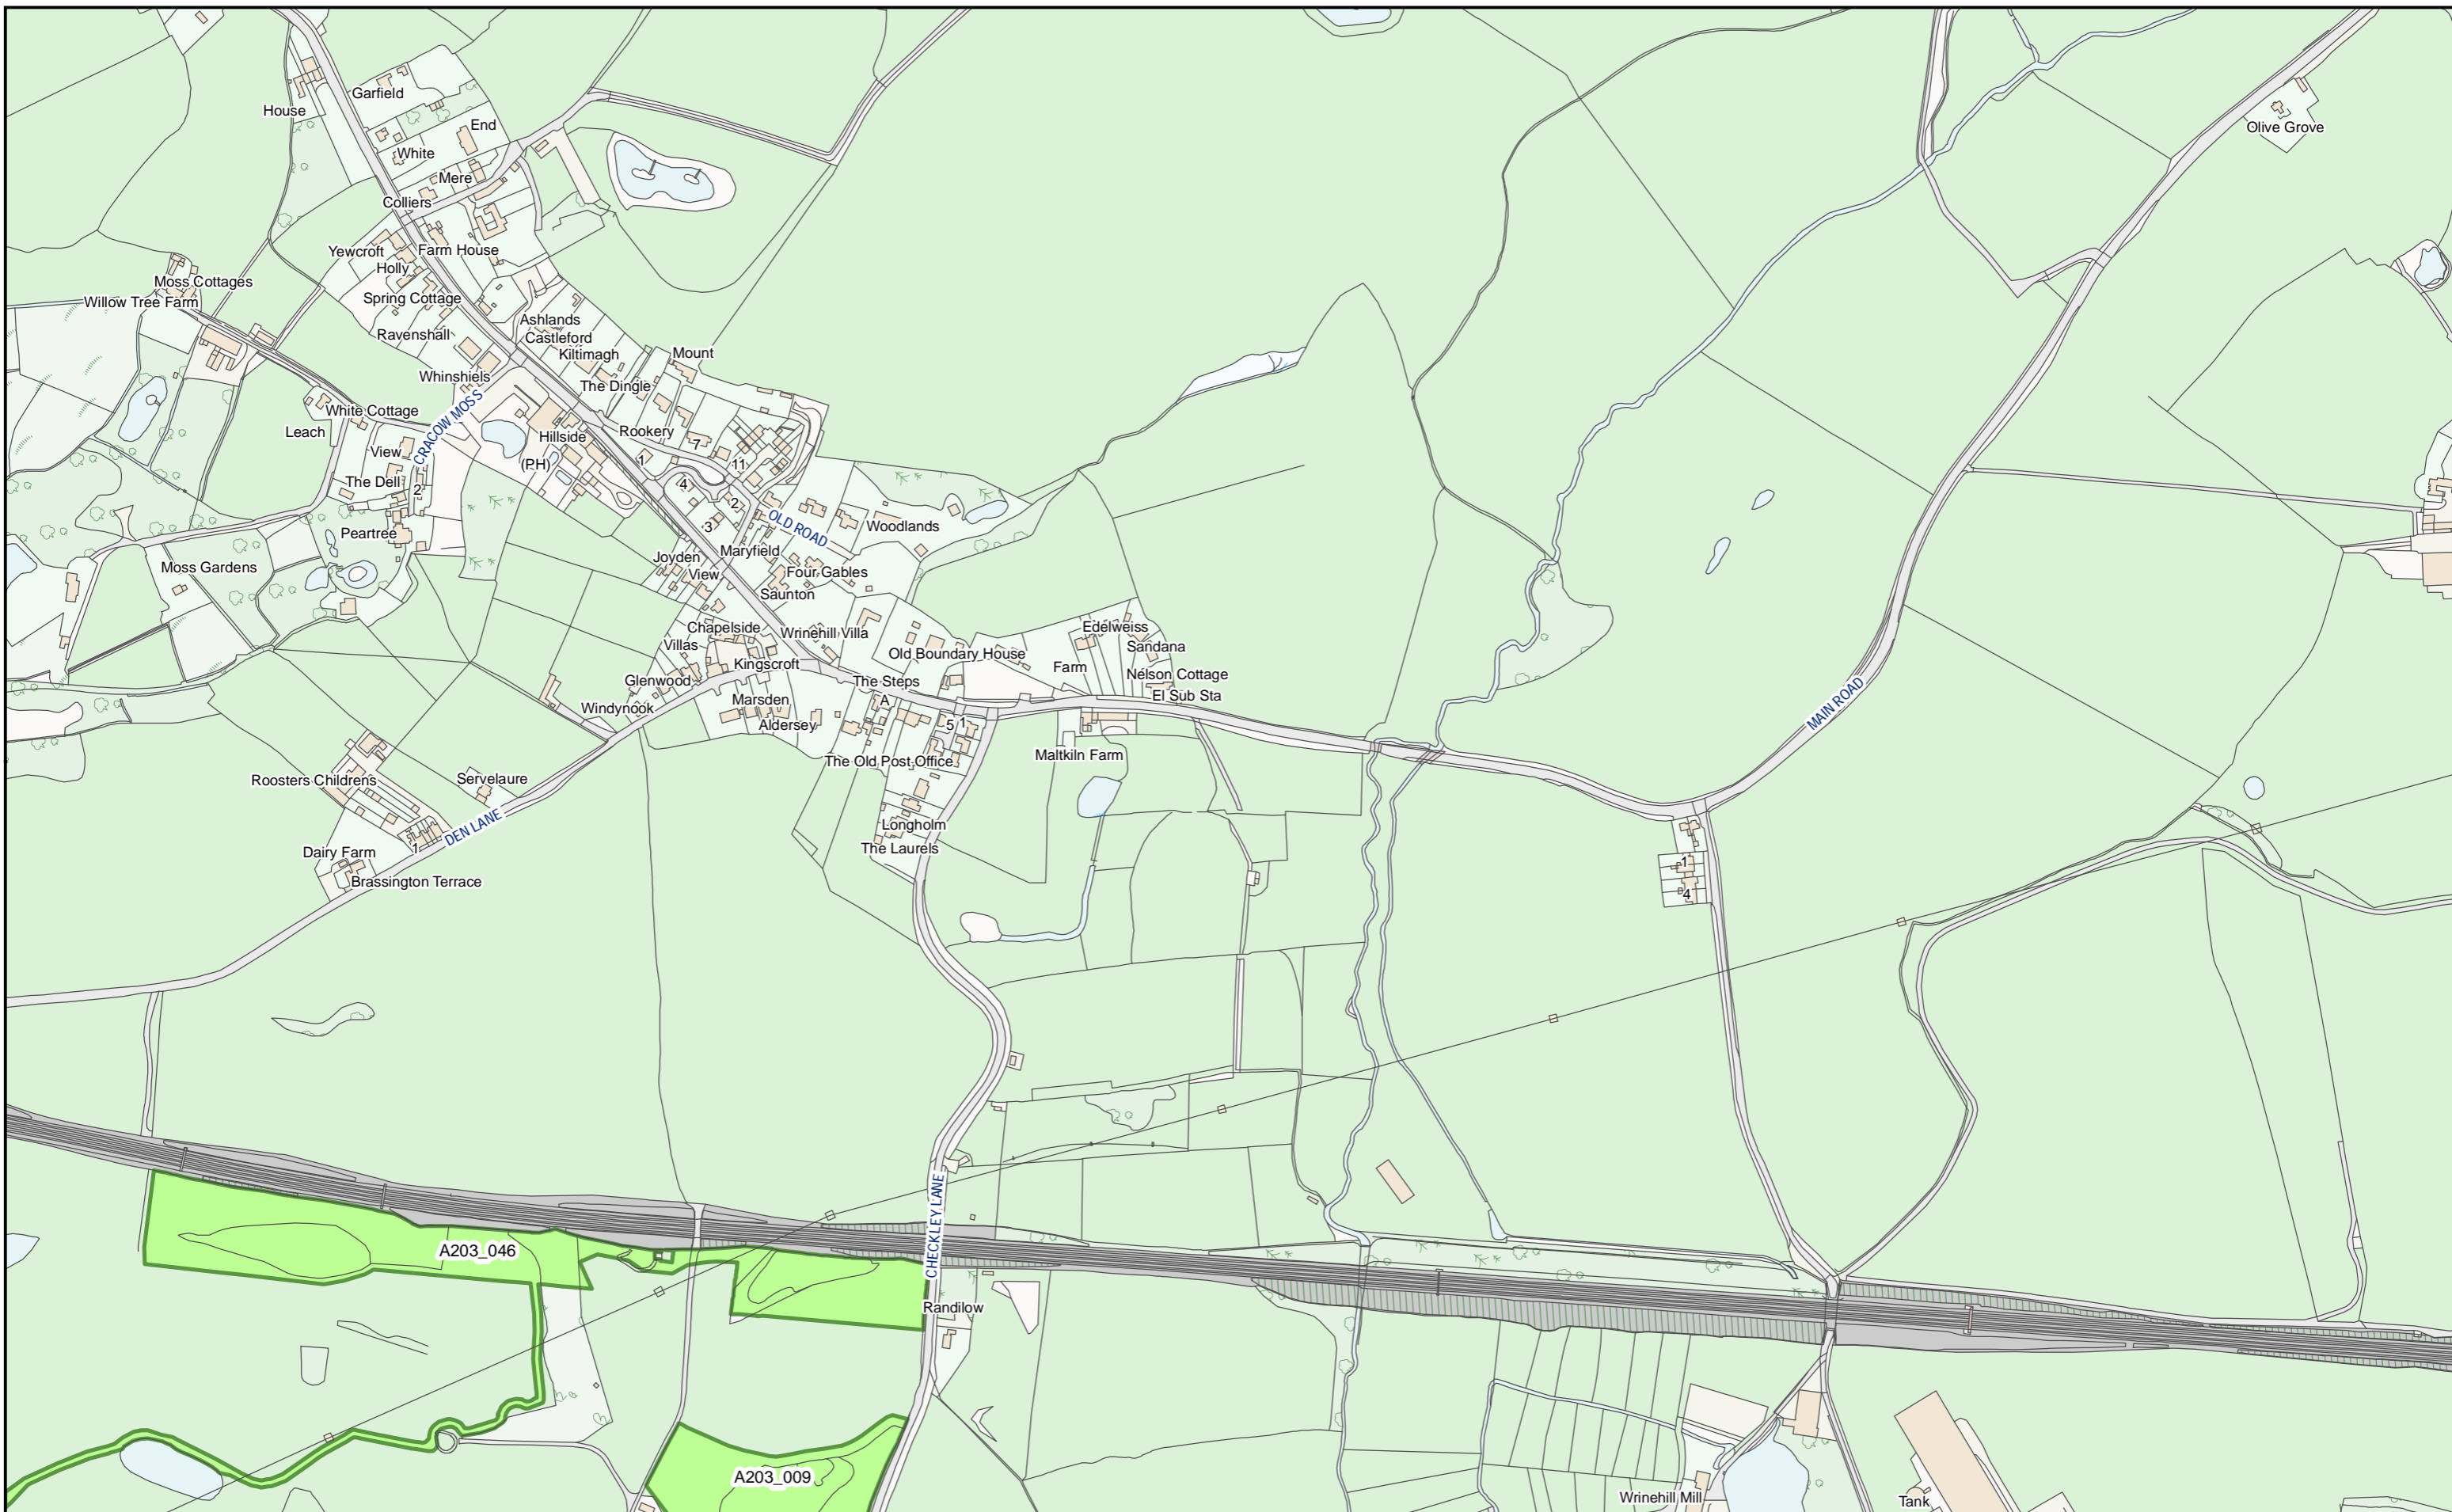 House
Garfield
End
White
Mere
Colliers
Olive Grove
Yewcroft
Farm House
Holly
Moss Cottages
Willow Tree Farm
Spring Cottage
Ravenshall
Ashlands
Castleford
Kiltimagh
Mount
Whinshiels
The Dingle
White Cottage
CRACOW MOSS
Leach
Rookery
Hillside
7
View
(PH)
1
11
The Dell
2
4
2
3
OLD ROAD
Woodlands
Peartree
Moss Gardens
Joyden
Maryfield
View
Four Gables
Saunton
Chapelside
Wrinehill Villa
Edelweiss
Villas
Old Boundary House
Sandana
Kingscroft
Farm
Glenwood
The Steps
Nelson Cottage
El Sub Sta
Windynook
Marsden
A
Aldersey
5
1
MAIN ROAD
The Old Post Office
Maltkiln Farm
Roosters Childrens
Servelaure
DEN LANE
Longholm
1
The Laurels
Dairy Farm
Brassington Terrace
1
4
CHECKLEY LANE
A203_046
Randilow
A203_009
Wrinehill Mill
Tank